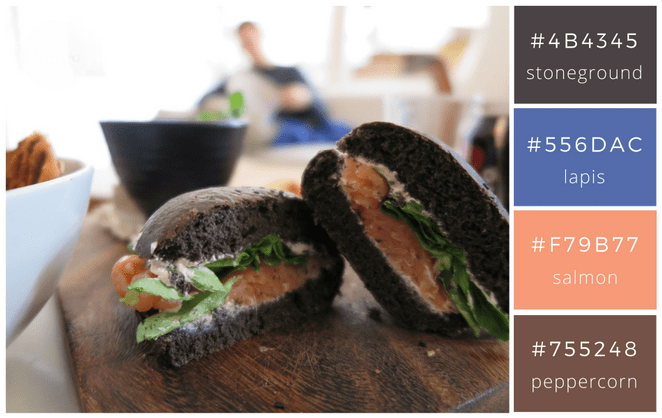 #4B4345
stoneground
#556DAC
lapis
#F79B77
salmon
#755248
peppercorn